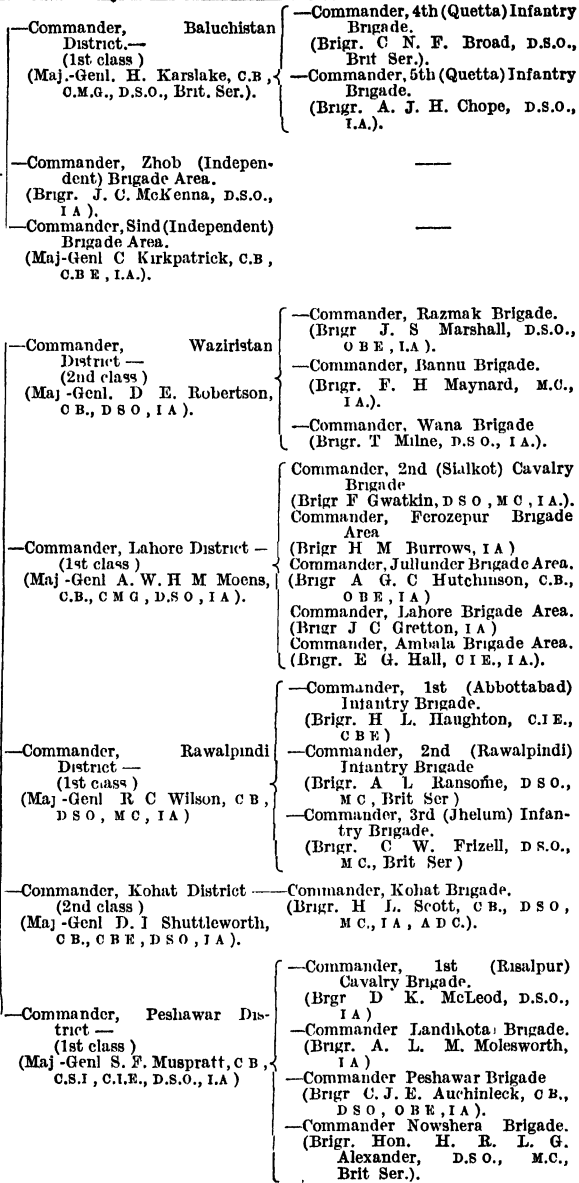 —Commander, Baluchistan
District.—
(1st class)
(Maj.-Genl. H. Karslake, C.B.,
C.M.G., D.S.O., Brit. Ser.).
—Commander, 4th (Quetta) Infantry
Brigade.
(Brigr. C N. F. Broad, D.S.O.,
Brit Ser.).
—Commander, 5th (Quetta) Infantry
Brigade.
(Brigr. A. J. H. Chope, D.S.O.,
I.A.).
—Commander, Zhob (Indepen-
dent) Brigade Area.
(Brigr. J. C. McKenna, D.S.O.,
I A ).
—Commander, Sind (Independent)
Brigade Area.
(Maj-Genl C Kirkpatrick, C.B ,
C.B E , I.A.).
—Commander, Waziristan
District —
(2nd class )
(Maj -Genl. D E. Robertson,
C B., D S O , I A ).
—Commander, Razmak Brigade.
(Brigr J. S Marshall, D.S.O.,
O B E , I.A ).
—Commander, Bannu Brigade.
(Brigr. F. H Maynard, M.C.,
I A.).
—Commander, Wana Brigade
(Brigr. T Milne, D.S O., I A.).
—Commander, Lahore District —
(1st class )
(Maj -Genl A. W. H M Moens,
C.B., C M G , D.S O , I A ).
Commander, 2nd (Sialkot) Cavalry
Brigade
(Brigr F Gwatkin, D S O , M C , I A.).
Commander, Ferozepur Brigade
Area
(Brigr H M Burrows, I A )
Commander, Jullunder Brigade Area.
(Brigr A G. C Hutchinson, C.B.,
O B E , I A )
Commander, Lahore Brigade Area.
(Brigr J C Gretton, I A )
Commander, Ambala Brigade Area.
(Brigr. E G. Hall, C I E., I A.).
—Commander, Rawalpindi
District —
(1st class )
(Maj -Genl R C Wilson, C B ,
D S O , M C , I A )
—Commander, 1st (Abbottabad)
Infantry Brigade.
(Brigr. H L. Haughton, C.I E.,
C B E )
—Commander, 2nd (Rawalpindi)
Infantry Brigade
(Brigr. A L Ransome, D S O.,
M C , Brit Ser )
—Commander, 3rd (Jhelum) Infan-
try Brigade.
(Brigr. C W. Frizell, D S.O.,
M C., Brit Ser )
—Commander, Kohat District —
(2nd class )
(Maj -Genl D. I Shuttleworth,
C B., C B E , D S O , I A ).
—Commander, Kohat Brigade.
(Brigr. H L. Scott, C B., D S O ,
M C., I A , A D C.).
—Commander, Peshawar Dis-
trict —
(1st class )
(Maj -Genl S. F. Muspratt, C B ,
C.S.I , C.I.E., D.S.O., I.A )
—Commander, 1st (Risalpur)
Cavalry Brigade.
(Brgr D K. McLeod, D.S.O.,
I A )
—Commander Landikotal Brigade.
(Brigr. A. L. M. Molesworth,
I A )
—Commander Peshawar Brigade
(Brigr C. J. E. Auchinleck, C B.,
D S O , O B E , I A ).
—Commander Nowshera Brigade.
(Brigr. Hon. H. R. L. G.
Alexander, D.S O., M.C.,
Brit Ser.).